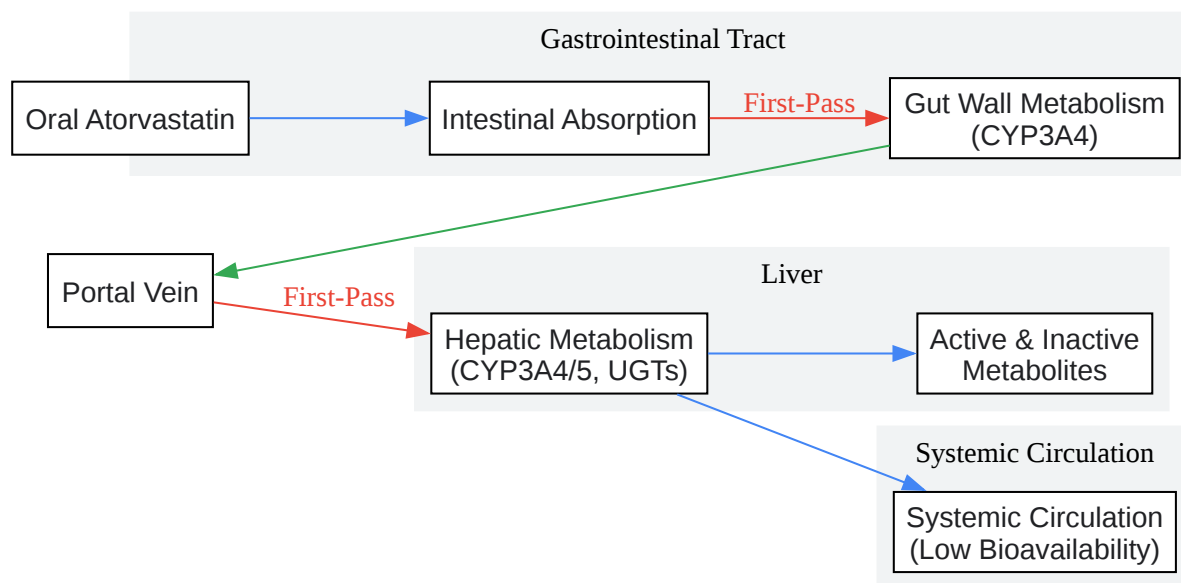 Gastrointestinal Tract
Oral Atorvastatin
Intestinal Absorption
First-Pass
Gut Wall Metabolism
(CYP3A4)
Portal Vein
First-Pass
Liver
Hepatic Metabolism
(CYP3A4/5, UGTs)
Active & Inactive
Metabolites
Systemic Circulation
Systemic Circulation
(Low Bioavailability)